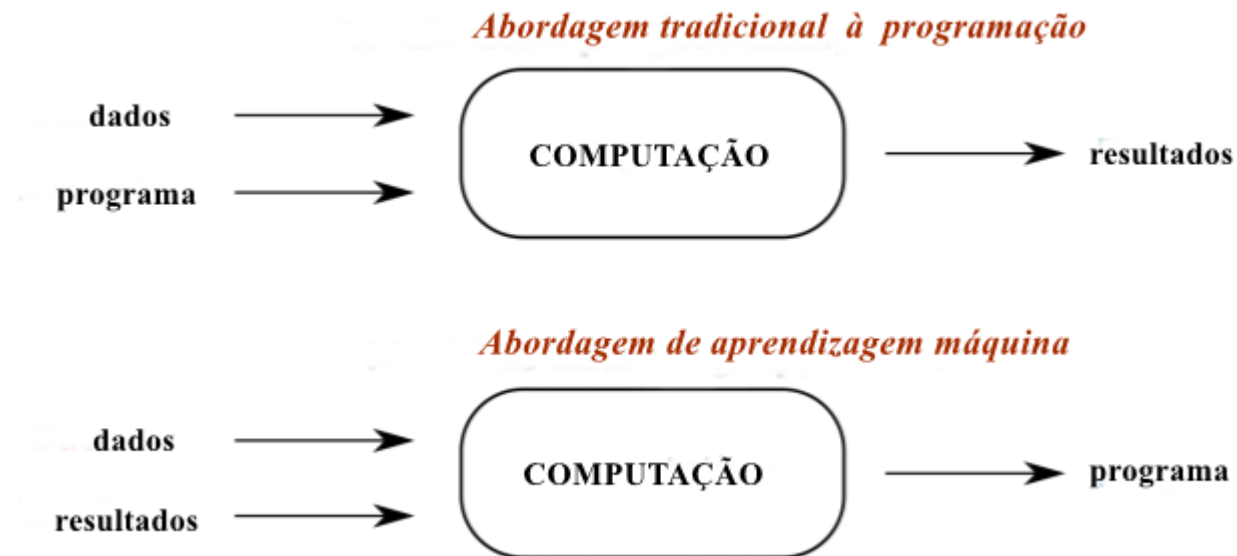 Abordagem tradicional à programação
dados
COMPUTAÇÃO
resultados
programa
Abordagem de aprendizagem máquina
dados
COMPUTAÇÃO
programa
resultados